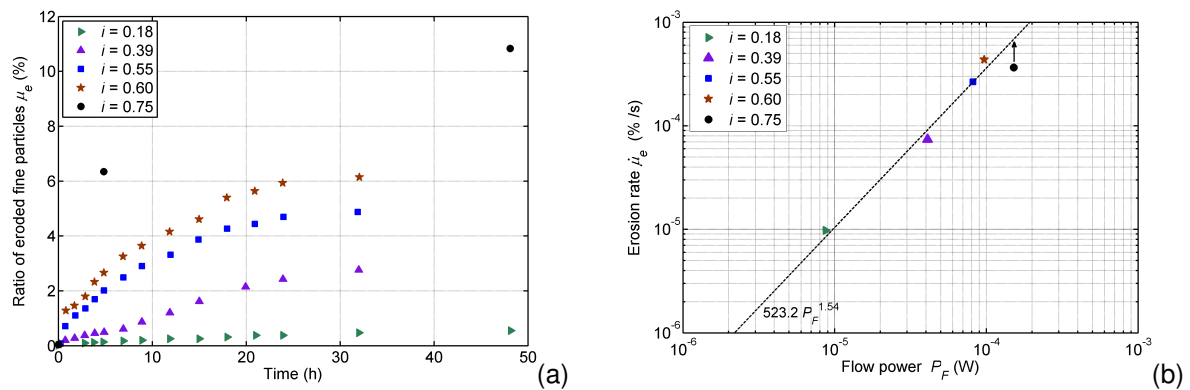 12
10
8
6
4
2
0
0 10 20 30 40 50
Ratio of eroded fine particles μe (%)
Time (h)
i = 0.18
i = 0.39
i = 0.55
i = 0.60
i = 0.75
(a)
10⁻³
10⁻⁴
10⁻⁵
10⁻⁶
10⁻⁶ 10⁻⁵ 10⁻⁴ 10⁻³
Erosion rate μ̇e (% /s)
Flow power PF (W)
i = 0.18
i = 0.39
i = 0.55
i = 0.60
i = 0.75
523.2 PF^1.54
(b)